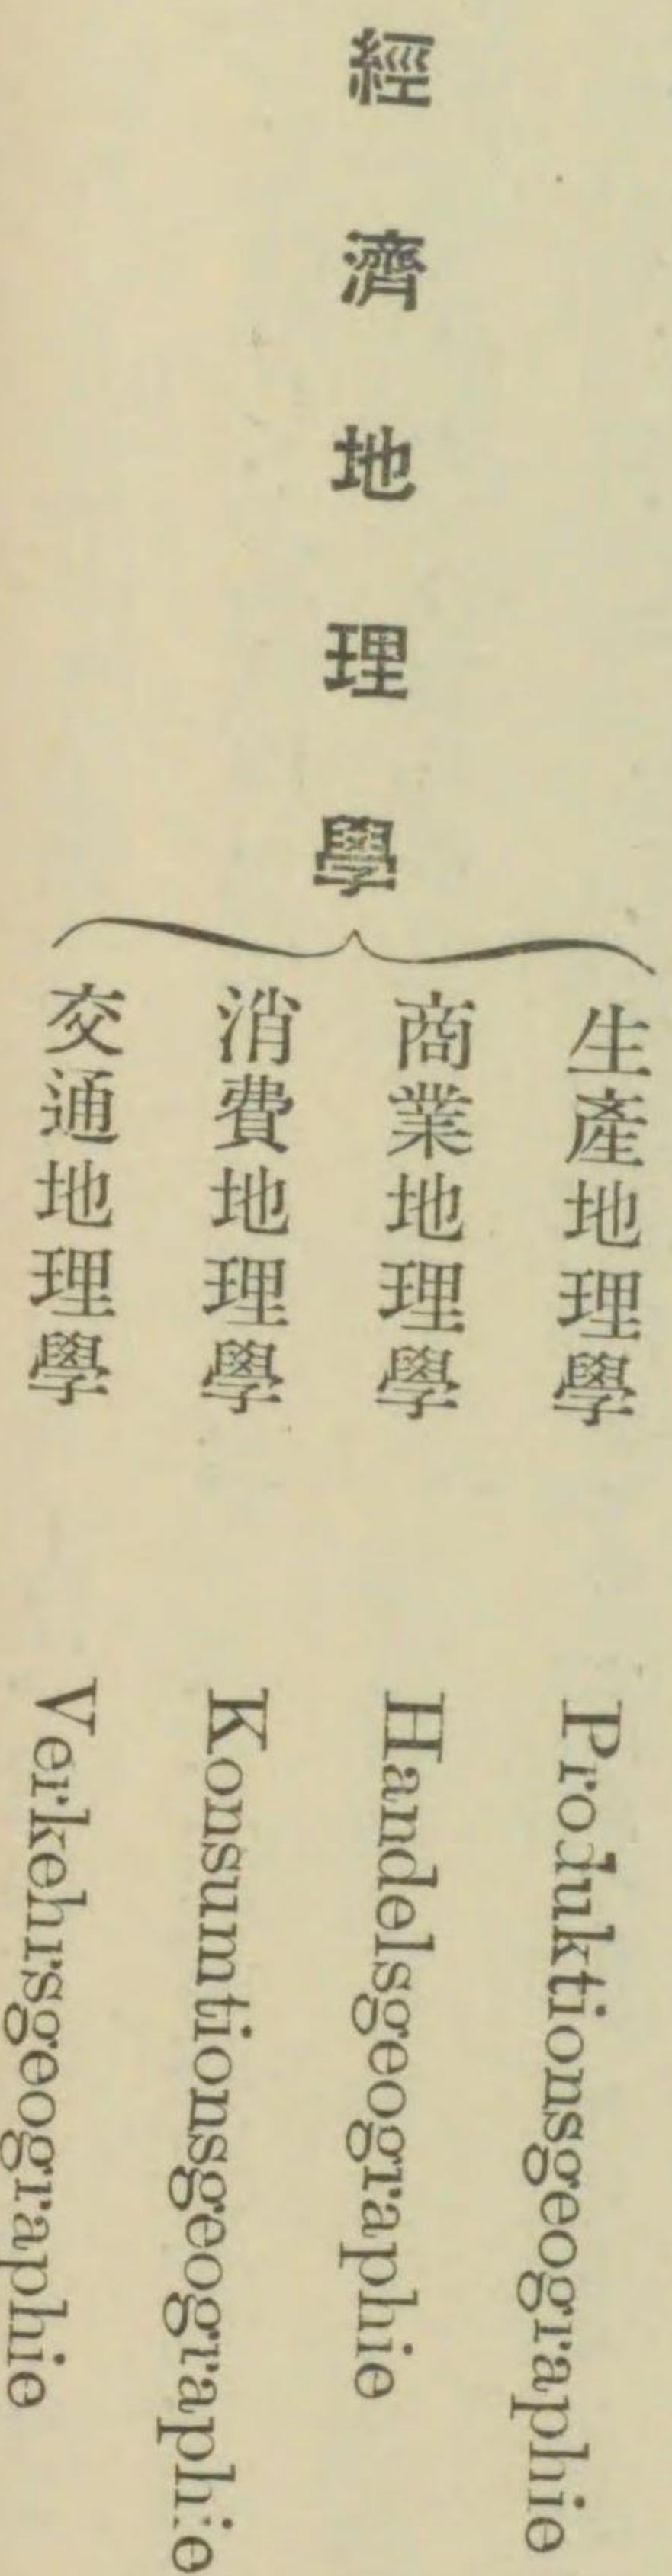 經濟地理學
生產地理學 Produktionsgeographie
商業地理學 Handelsgeographie
消費地理學 Konsumtionsgeographie
交通地理學 Verkehrsgeographie